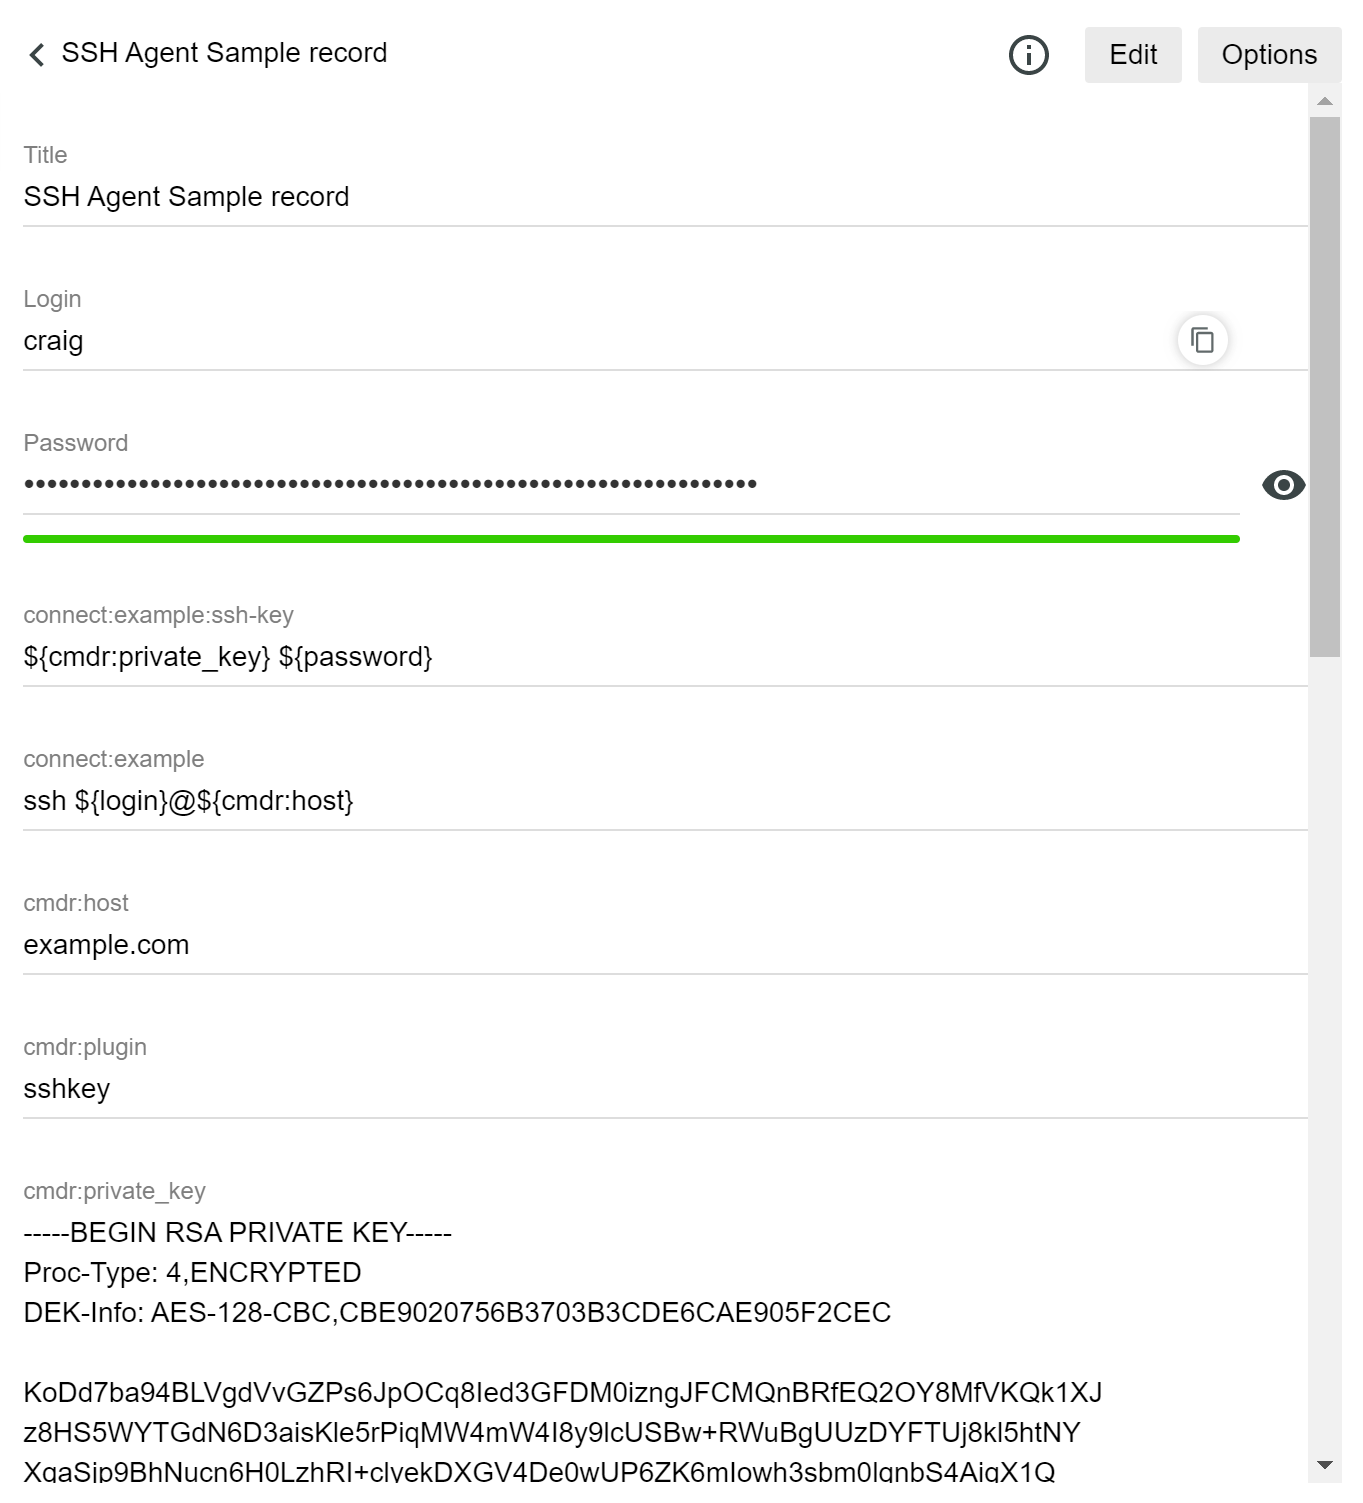 SSH Agent Sample record
Edit
Options
Title
SSH Agent Sample record
Login
craig
Password
••••••••••••••••••••••••••••••••••••••••••••••••••••••••••••••••
connect:example:ssh-key
${cmdr:private_key} ${password}
connect:example
ssh ${login}@${cmdr:host}
cmdr:host
example.com
cmdr:plugin
sshkey
cmdr:private_key
-----BEGIN RSA PRIVATE KEY-----
Proc-Type: 4,ENCRYPTED
DEK-Info: AES-128-CBC,CBE9020756B3703B3CDE6CAE905F2CEC
KoDd7ba94BLVgdVvGZPs6JpOCq8Ied3GFDM0izngJFCMQnBRfEQ2OY8MfVKQk1XJ
z8HS5WYTGdN6D3aisKle5rPiqMW4mW4I8y9lcUSBw+RWuBgUUzDYFTUj8kl5htNY